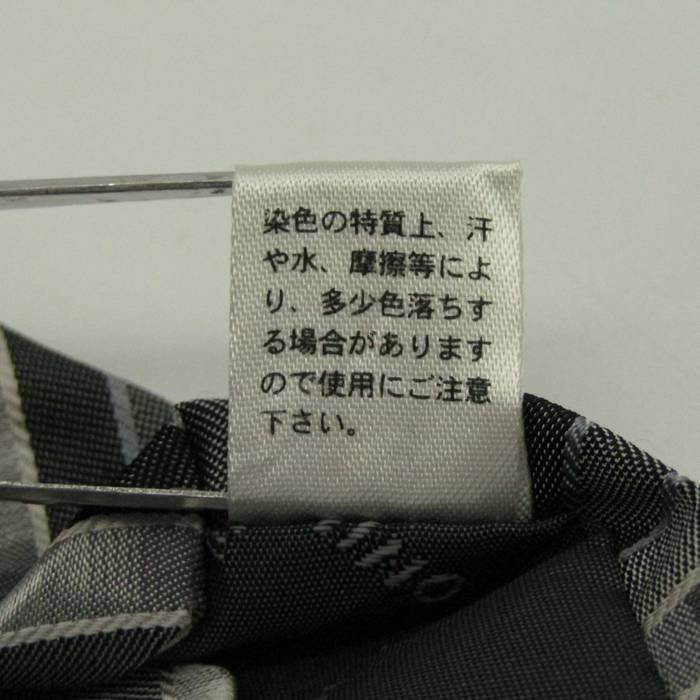 染色の特質上、汗
や水、摩擦等によ
り、多少色落ちす
る場合があります
ので使用にご注意
下さい。